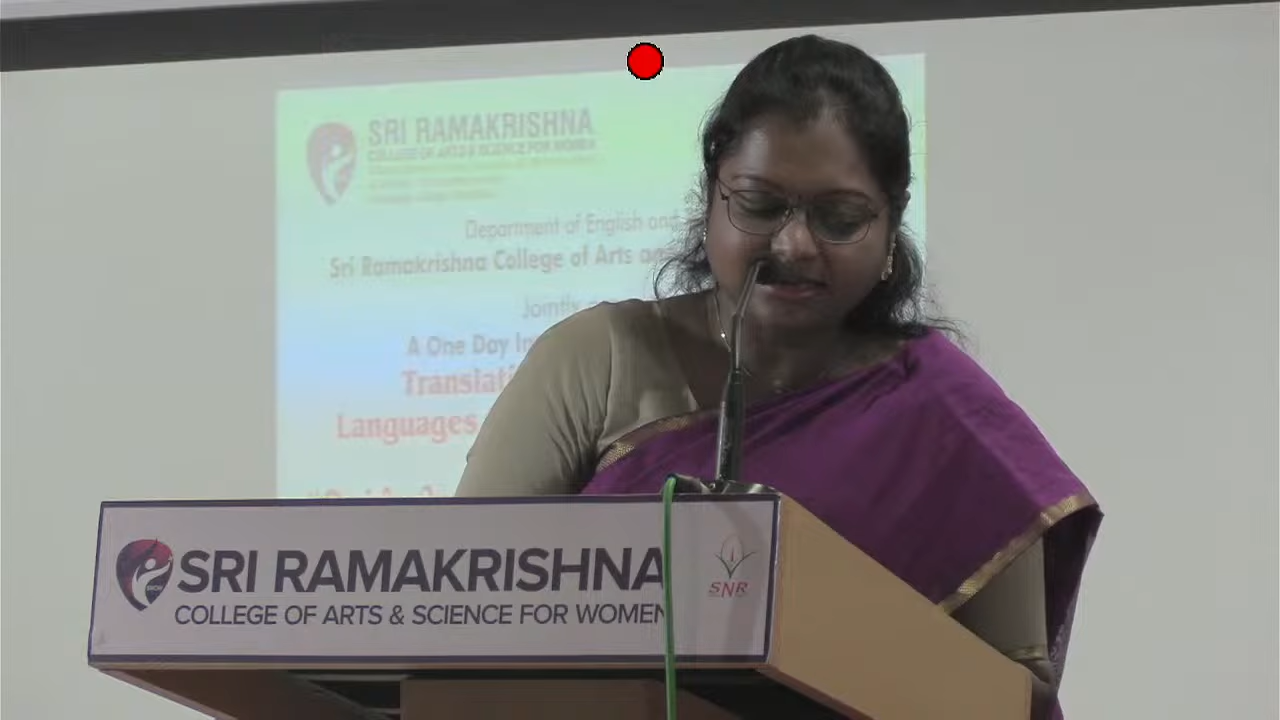 SRI RAMAKRISHNA
COLLEGE OF ARTS & SCIENCE FOR WOMEN
Department of English and
Sri Ramakrishna College of Arts an
Jointly
A One Day In
Translati
Languages
SRI RAMAKRISHNA
COLLEGE OF ARTS & SCIENCE FOR WOMEN
SNR